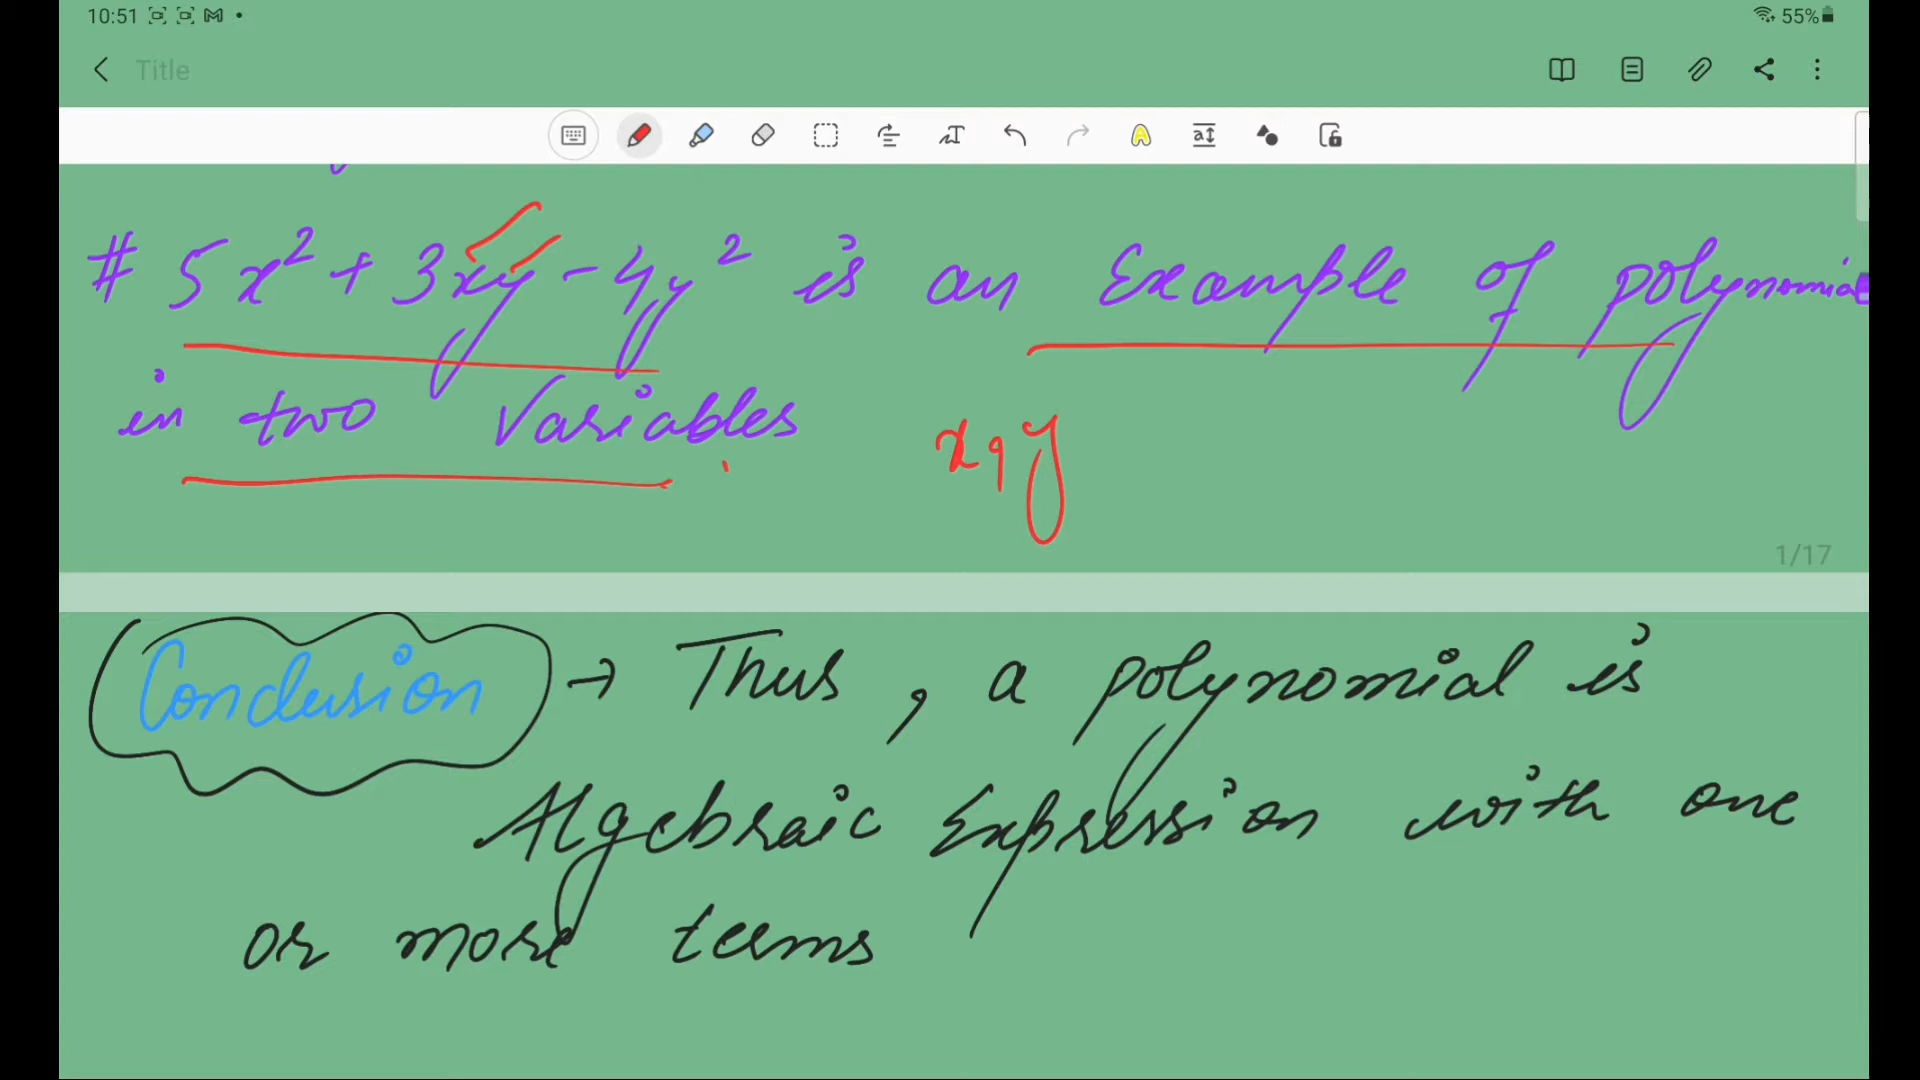 10:51
55%
Title
# 5x² + 3xy - 4y² is an Example of polynomial
in two Variables
x, y
1/17
Conclusion → Thus, a polynomial is
Algebraic Expression with one
or more terms